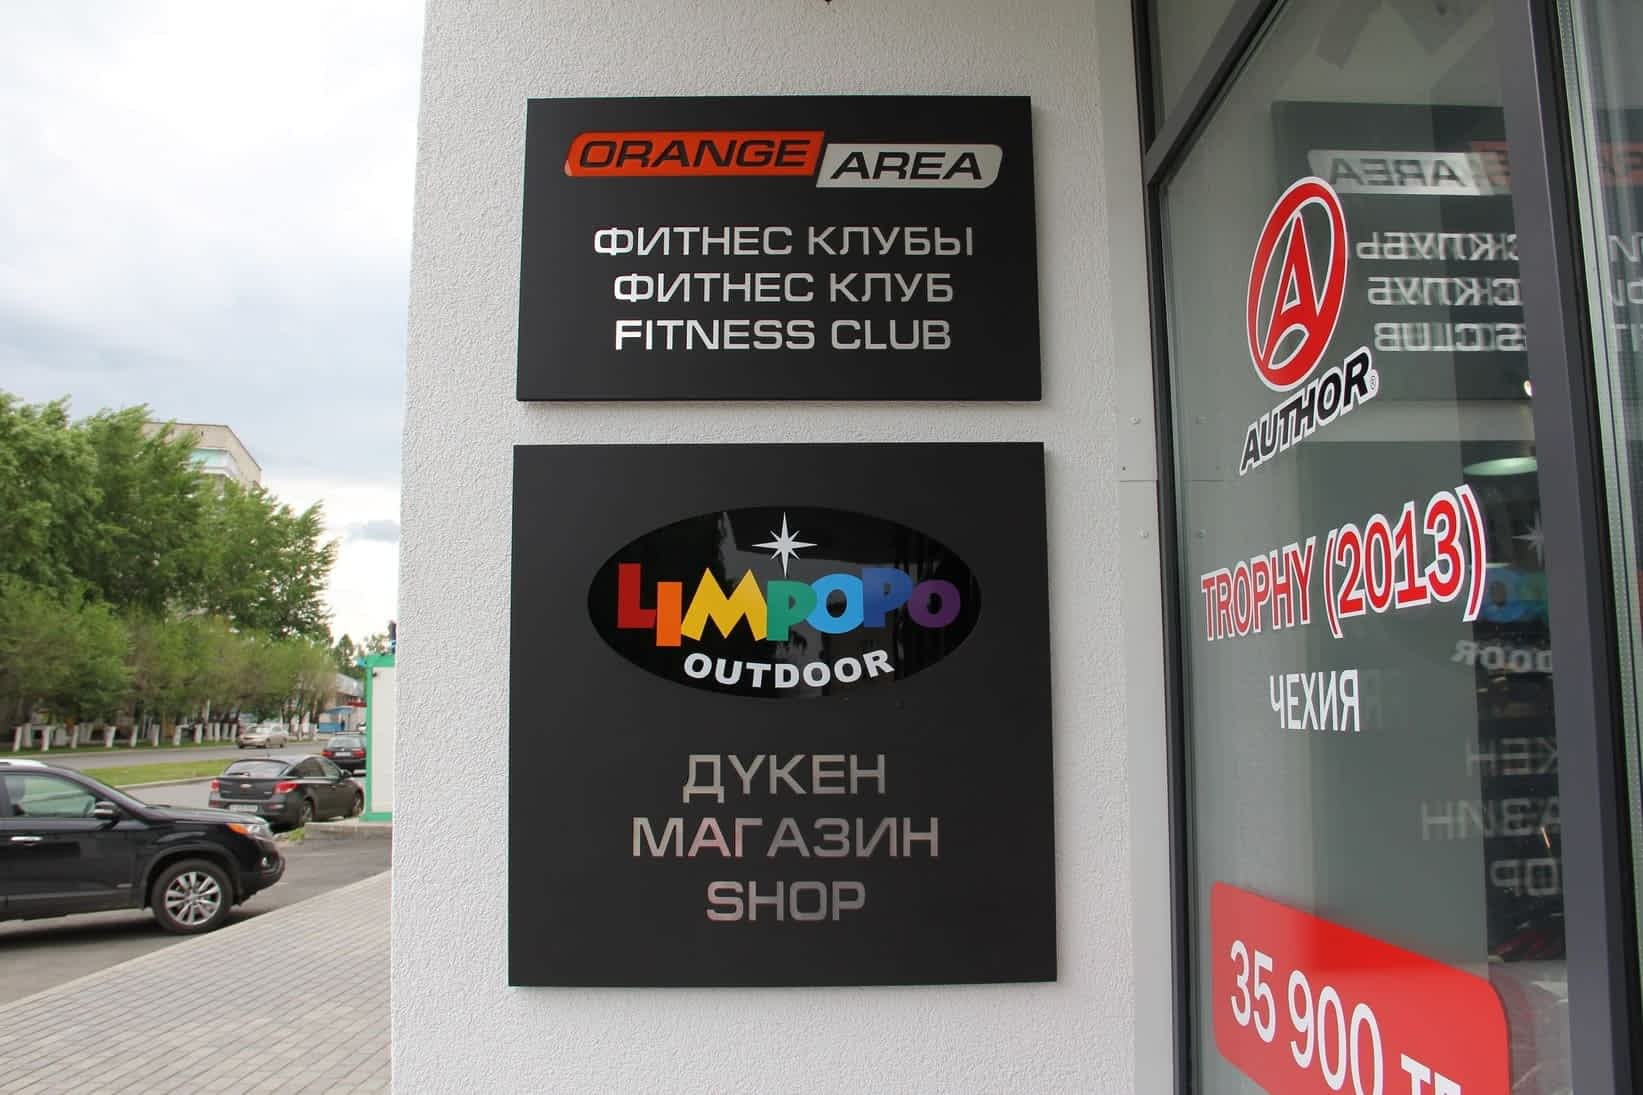 ORANGE AREA
ФИТНЕС КЛУБЫ
ФИТНЕС КЛУБ
FITNESS CLUB
LIMPOPO
OUTDOOR
ДҮКЕН
МАГАЗИН
SHOP
A
AUTHOR®
TROPHY (2013)
ЧЕХИЯ
35 900 тг